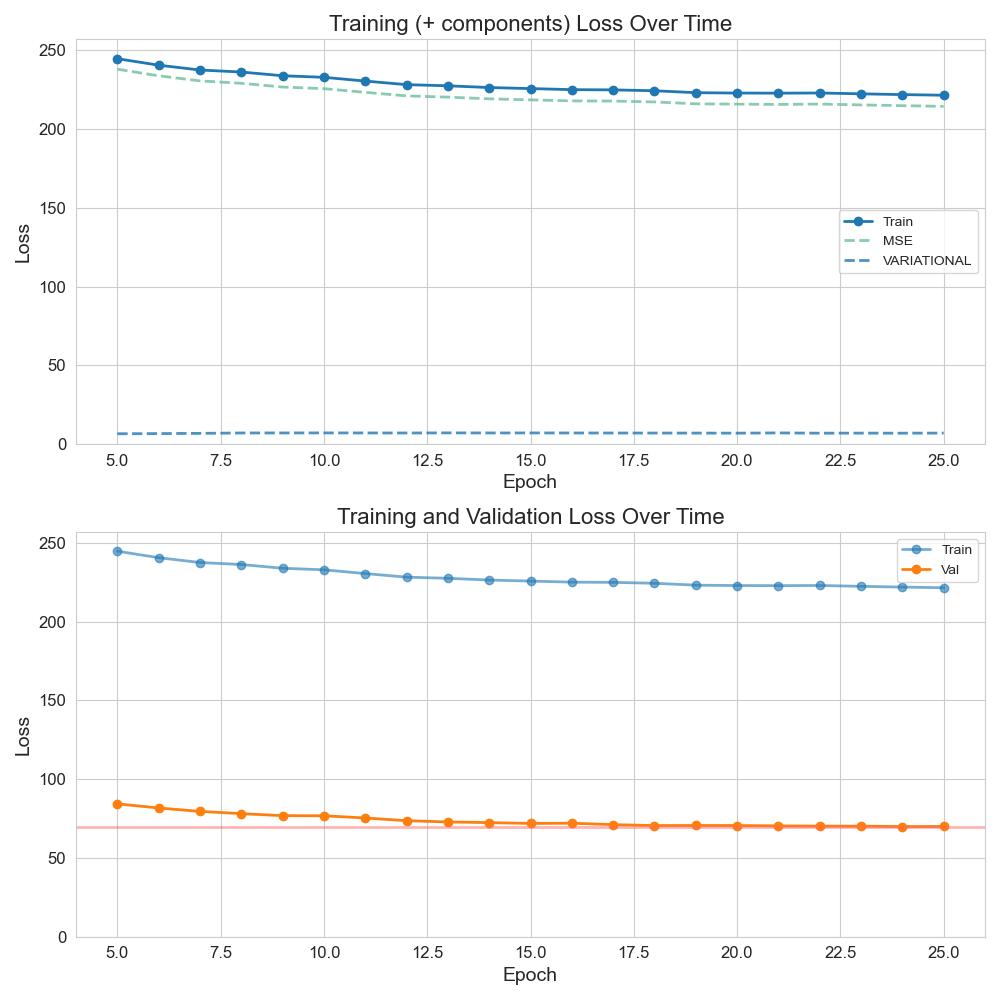 Training (+ components) Loss Over Time
250
200
150
100
50
0
Loss
Train
MSE
VARIATIONAL
5.0 7.5 10.0 12.5 15.0 17.5 20.0 22.5 25.0
Epoch
Training and Validation Loss Over Time
250
200
150
100
50
0
Loss
Train
Val
5.0 7.5 10.0 12.5 15.0 17.5 20.0 22.5 25.0
Epoch